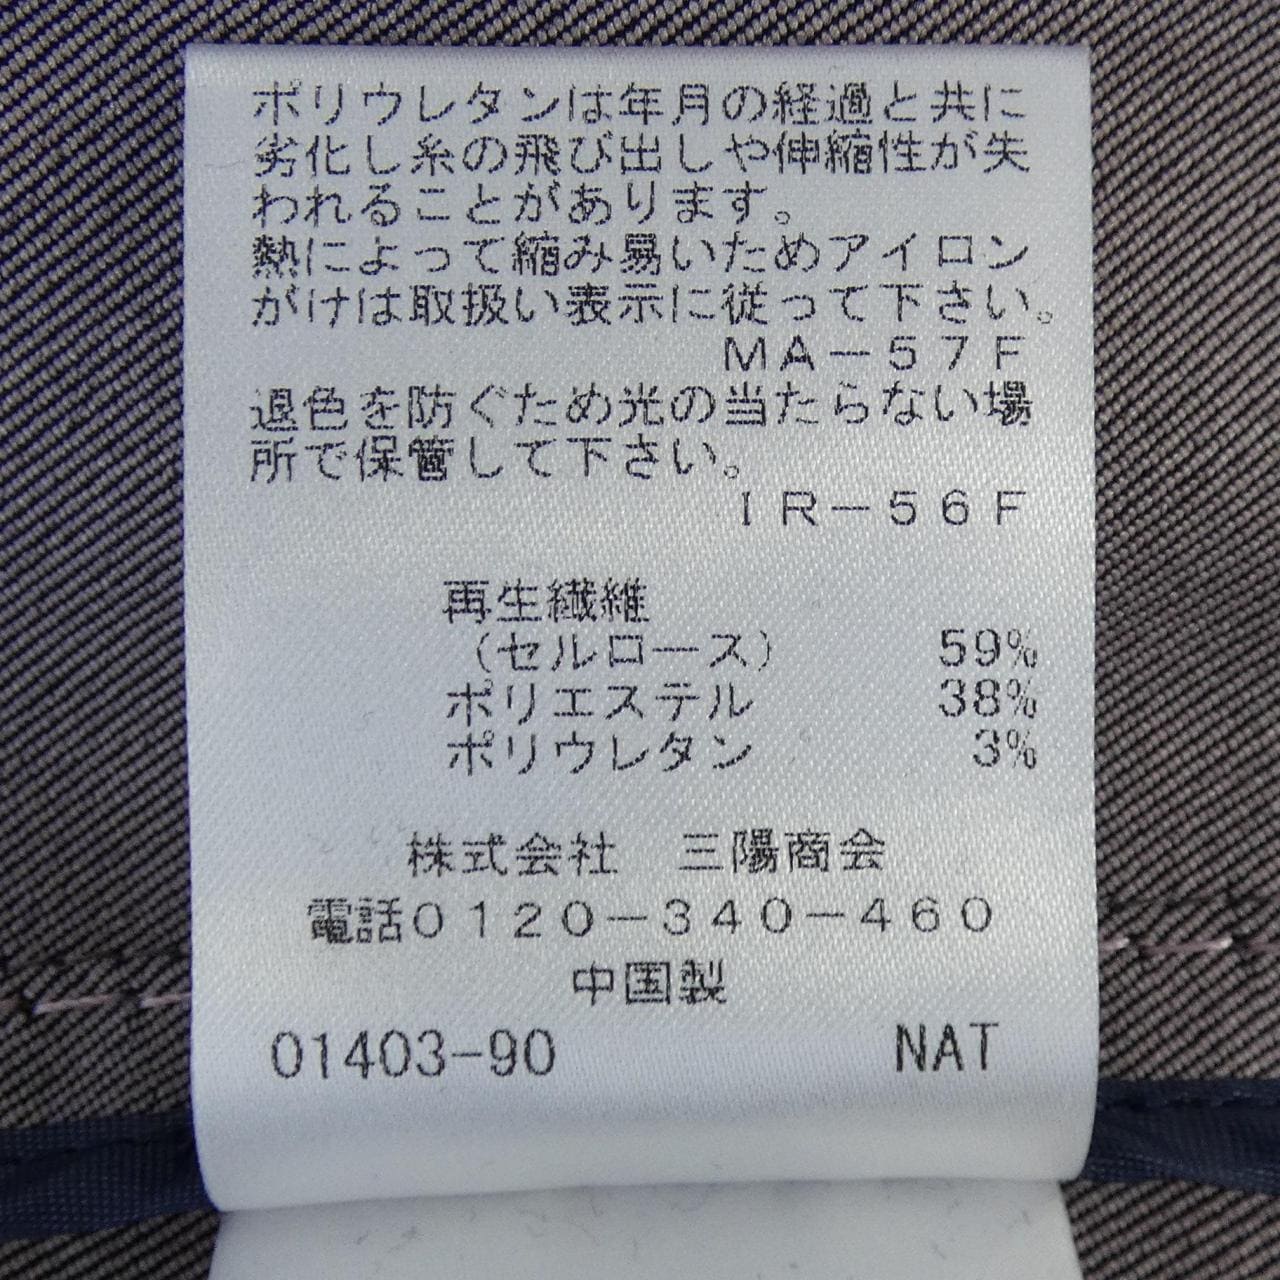 ポリウレタンは年月の経過と共に
劣化し糸の飛び出しや伸縮性が失
われることがあります。
熱によって縮み易いためアイロン
がけは取扱い表示に従って下さい。
ＭＡ－５７Ｆ
退色を防ぐため光の当たらない場
所で保管して下さい。
ＩＲ－５６Ｆ
再生繊維
（セルロース） 59%
ポリエステル 38%
ポリウレタン 3%
株式会社　三陽商会
電話０１２０－３４０－４６０
中国製
01403-90 NAT